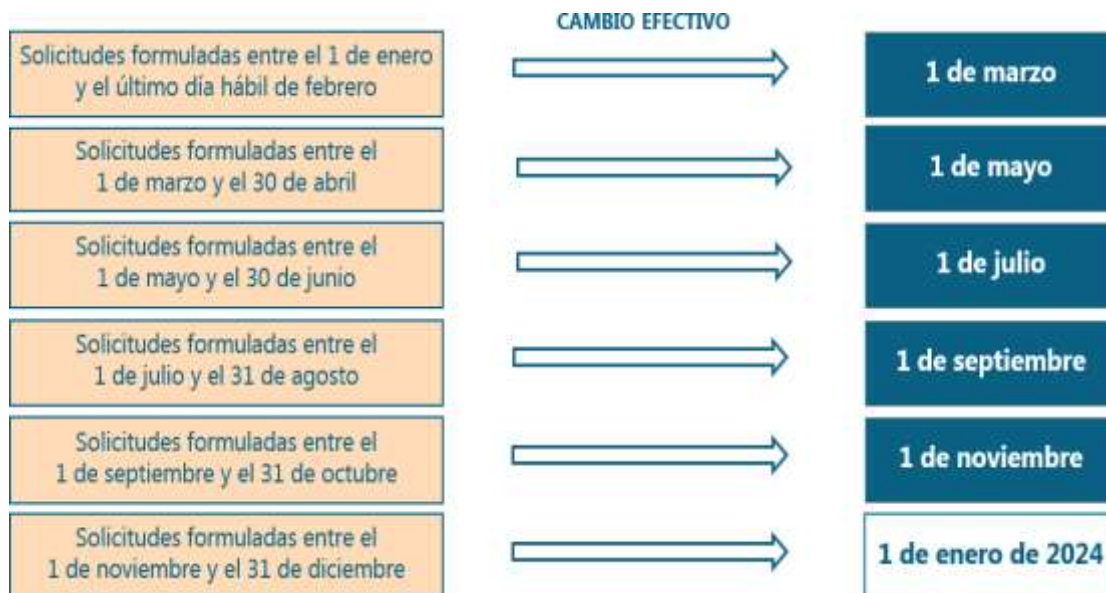 CAMBIO EFECTIVO
Solicitudes formuladas entre el 1 de enero
y el último día hábil de febrero
1 de marzo
Solicitudes formuladas entre el
1 de marzo y el 30 de abril
1 de mayo
Solicitudes formuladas entre el
1 de mayo y el 30 de junio
1 de julio
Solicitudes formuladas entre el
1 de julio y el 31 de agosto
1 de septiembre
Solicitudes formuladas entre el
1 de septiembre y el 31 de octubre
1 de noviembre
Solicitudes formuladas entre el
1 de noviembre y el 31 de diciembre
1 de enero de 2024